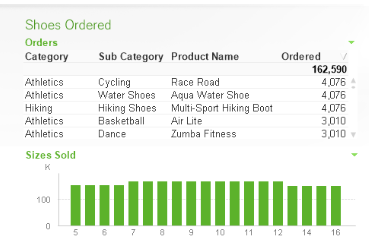 Shoes Ordered
Orders
Category Sub Category Product Name Ordered
162,590
Athletics Cycling Race Road 4,076
Athletics Water Shoes Aqua Water Shoe 4,076
Hiking Hiking Shoes Multi-Sport Hiking Boot 4,076
Athletics Basketball Air Lite 3,010
Athletics Dance Zumba Fitness 3,010
Sizes Sold
K
100
0
5 6 7 8 9 10 11 12 14 16